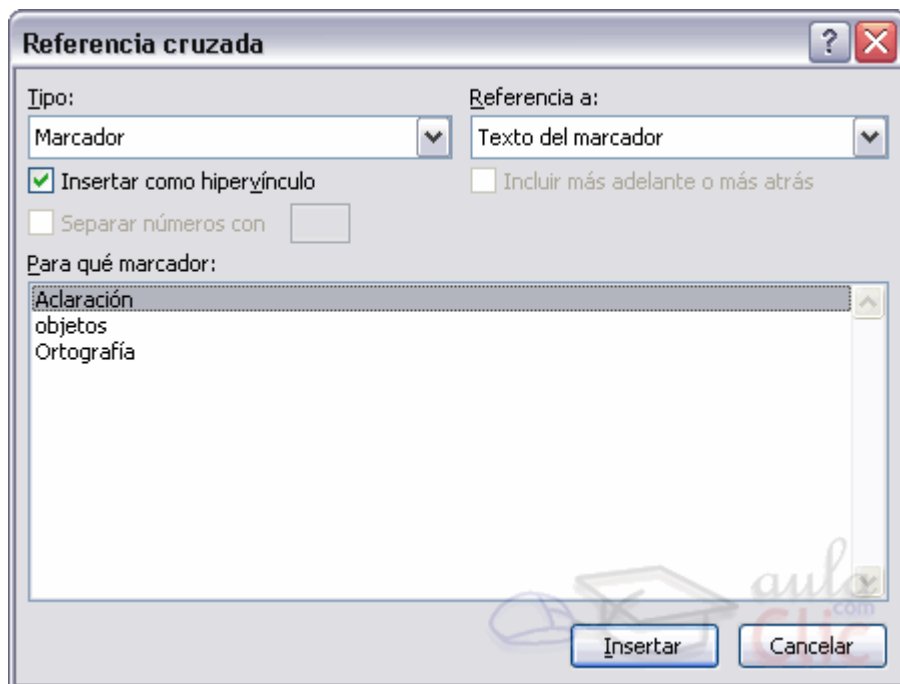 Referencia cruzada
Tipo: Referencia a:
Marcador Texto del marcador
Insertar como hipervínculo Incluir más adelante o más atrás
Separar números con
Para qué marcador:
Aclaración
objetos
Ortografía
aula
Clic
.com
Insertar Cancelar